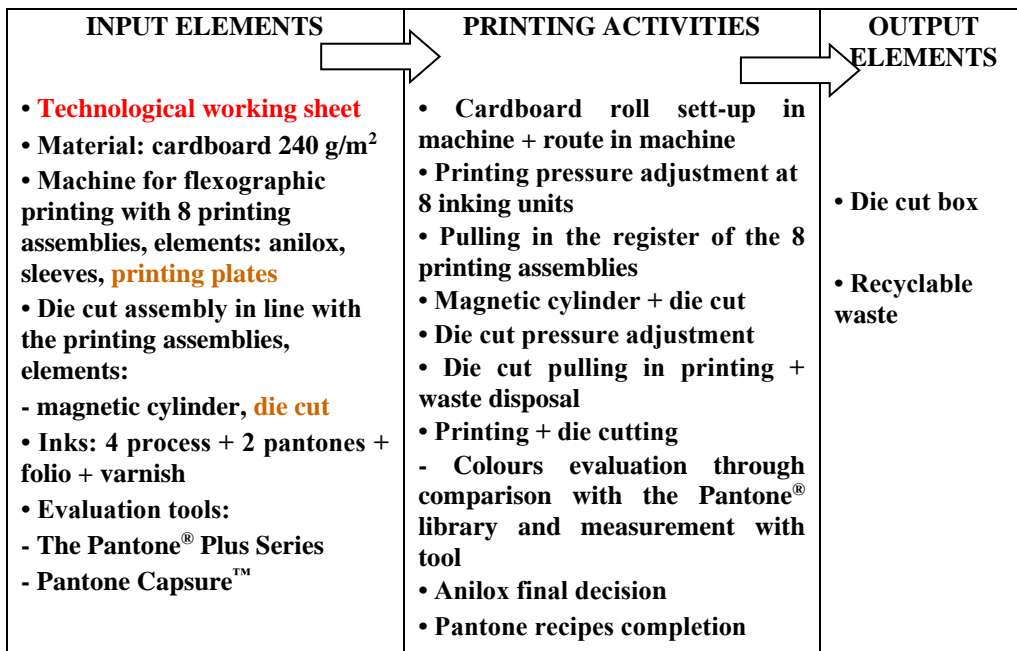 INPUT ELEMENTS
• Technological working sheet
• Material: cardboard 240 g/m²
• Machine for flexographic
printing with 8 printing
assemblies, elements: anilox,
sleeves, printing plates
• Die cut assembly in line with
the printing assemblies,
elements:
- magnetic cylinder, die cut
• Inks: 4 process + 2 pantones +
folio + varnish
• Evaluation tools:
- The Pantone® Plus Series
- Pantone Capsure™
PRINTING ACTIVITIES
• Cardboard roll sett-up in
machine + route in machine
• Printing pressure adjustment at
8 inking units
• Pulling in the register of the 8
printing assemblies
• Magnetic cylinder + die cut
• Die cut pressure adjustment
• Die cut pulling in printing +
waste disposal
• Printing + die cutting
- Colours evaluation through
comparison with the Pantone®
library and measurement with
tool
• Anilox final decision
• Pantone recipes completion
OUTPUT
ELEMENTS
• Die cut box
• Recyclable
waste